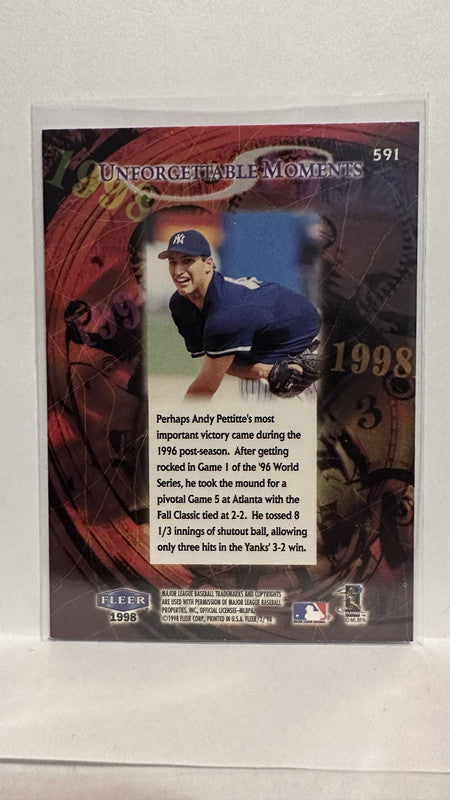 591
UNFORGETTABLE MOMENTS
1998
199
NY
1998
3
Perhaps Andy Pettitte's most
important victory came during the
1996 post-season. After getting
rocked in Game 1 of the '96 World
Series, he took the mound for a
pivotal Game 5 at Atlanta with the
Fall Classic tied at 2-2. He tossed 8
1/3 innings of shutout ball, allowing
only three hits in the Yanks' 3-2 win.
FLEER
1998
MAJOR LEAGUE BASEBALL TRADEMARKS AND COPYRIGHTS
ARE USED WITH PERMISSION OF MAJOR LEAGUE BASEBALL
PROPERTIES, INC, OFFICIAL LICENSEE-MLBPA
©1998 FLEER CORP., PRINTED IN U.S.A. FLEER/2/98
© MLBPA